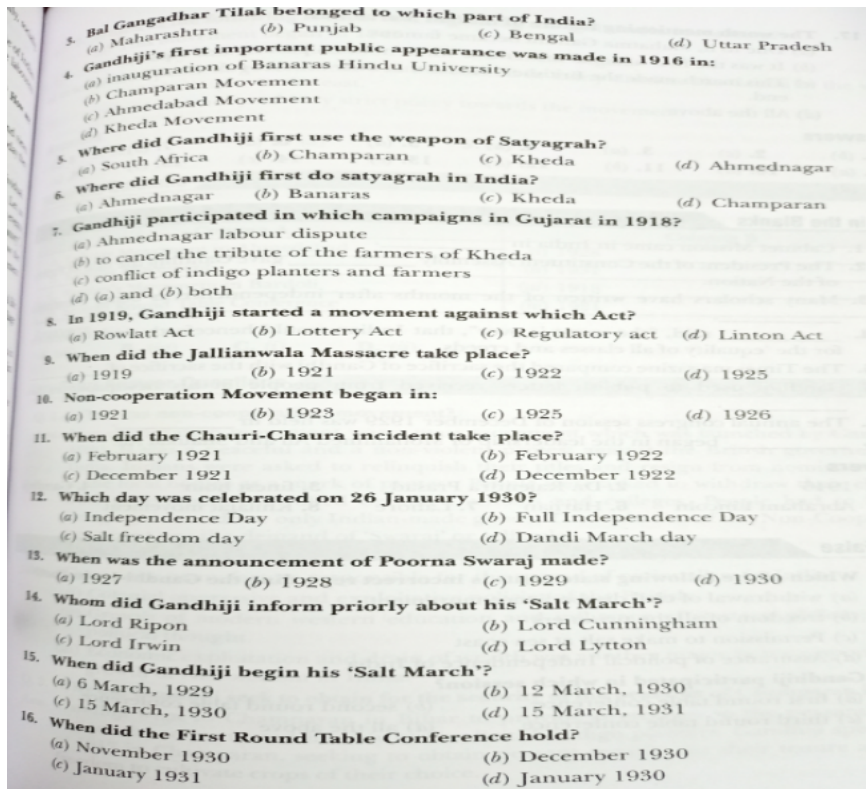 3. Bal Gangadhar Tilak belonged to which part of India?
(a) Maharashtra (b) Punjab (c) Bengal (d) Uttar Pradesh
4. Gandhiji's first important public appearance was made in 1916 in:
(a) inauguration of Banaras Hindu University
(b) Champaran Movement
(c) Ahmedabad Movement
(d) Kheda Movement
5. Where did Gandhiji first use the weapon of Satyagrah?
(a) South Africa (b) Champaran (c) Kheda (d) Ahmednagar
6. Where did Gandhiji first do satyagrah in India?
(a) Ahmednagar (b) Banaras (c) Kheda (d) Champaran
7. Gandhiji participated in which campaigns in Gujarat in 1918?
(a) Ahmednagar labour dispute
(b) to cancel the tribute of the farmers of Kheda
(c) conflict of indigo planters and farmers
(d) (a) and (b) both
8. In 1919, Gandhiji started a movement against which Act?
(a) Rowlatt Act (b) Lottery Act (c) Regulatory act (d) Linton Act
9. When did the Jallianwala Massacre take place?
(a) 1919 (b) 1921 (c) 1922 (d) 1925
10. Non-cooperation Movement began in:
(a) 1921 (b) 1923 (c) 1925 (d) 1926
11. When did the Chauri-Chaura incident take place?
(a) February 1921 (b) February 1922
(c) December 1921 (d) December 1922
12. Which day was celebrated on 26 January 1930?
(a) Independence Day (b) Full Independence Day
(c) Salt freedom day (d) Dandi March day
13. When was the announcement of Poorna Swaraj made?
(a) 1927 (b) 1928 (c) 1929 (d) 1930
14. Whom did Gandhiji inform priorly about his 'Salt March'?
(a) Lord Ripon (b) Lord Cunningham
(c) Lord Irwin (d) Lord Lytton
15. When did Gandhiji begin his 'Salt March'?
(a) 6 March, 1929 (b) 12 March, 1930
(c) 15 March, 1930 (d) 15 March, 1931
16. When did the First Round Table Conference hold?
(a) November 1930 (b) December 1930
(c) January 1931 (d) January 1930